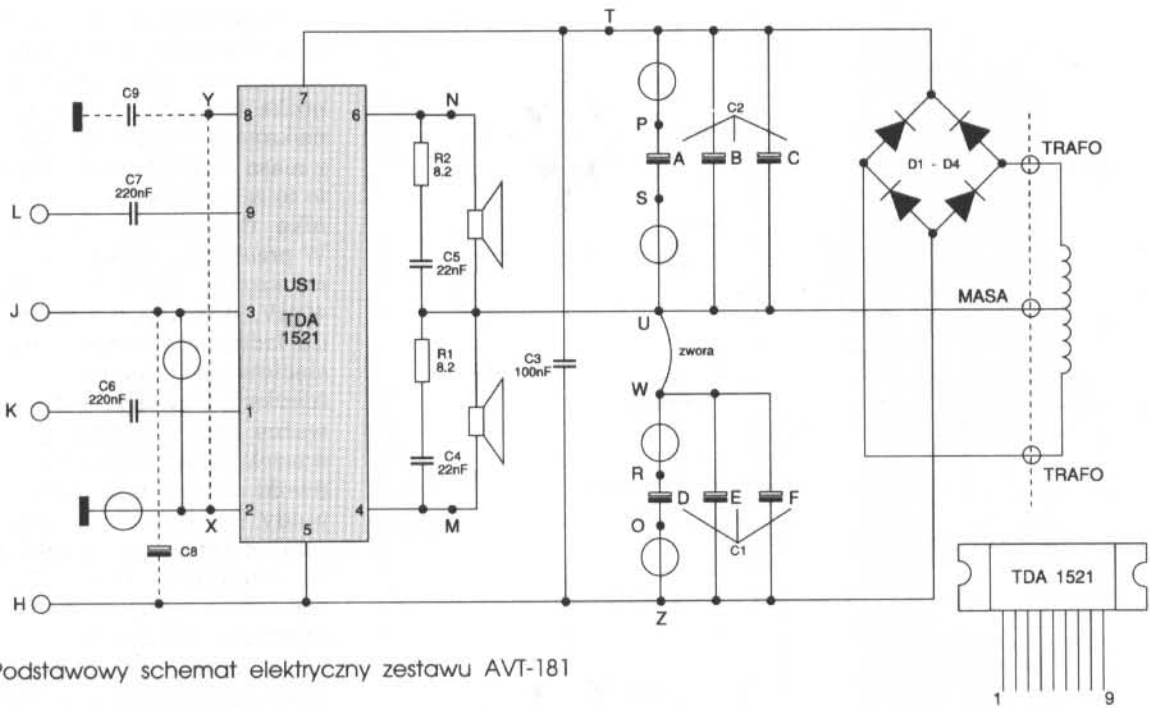 T
C9
Y
8
7
6
N
P
A
C2
B
C
D1 - D4
TRAFO
R2
8.2
C7
220nF
L
9
S
C5
22nF
US1
TDA
1521
J
3
MASA
U
R1
8.2
C3
100nF
zwora
C6
220nF
K
1
W
C4
22nF
R
TRAFO
D
E
F
X
2
4
M
O
C1
5
C8
H
Z
TDA 1521
1
9
Podstawowy schemat elektryczny zestawu AVT-181